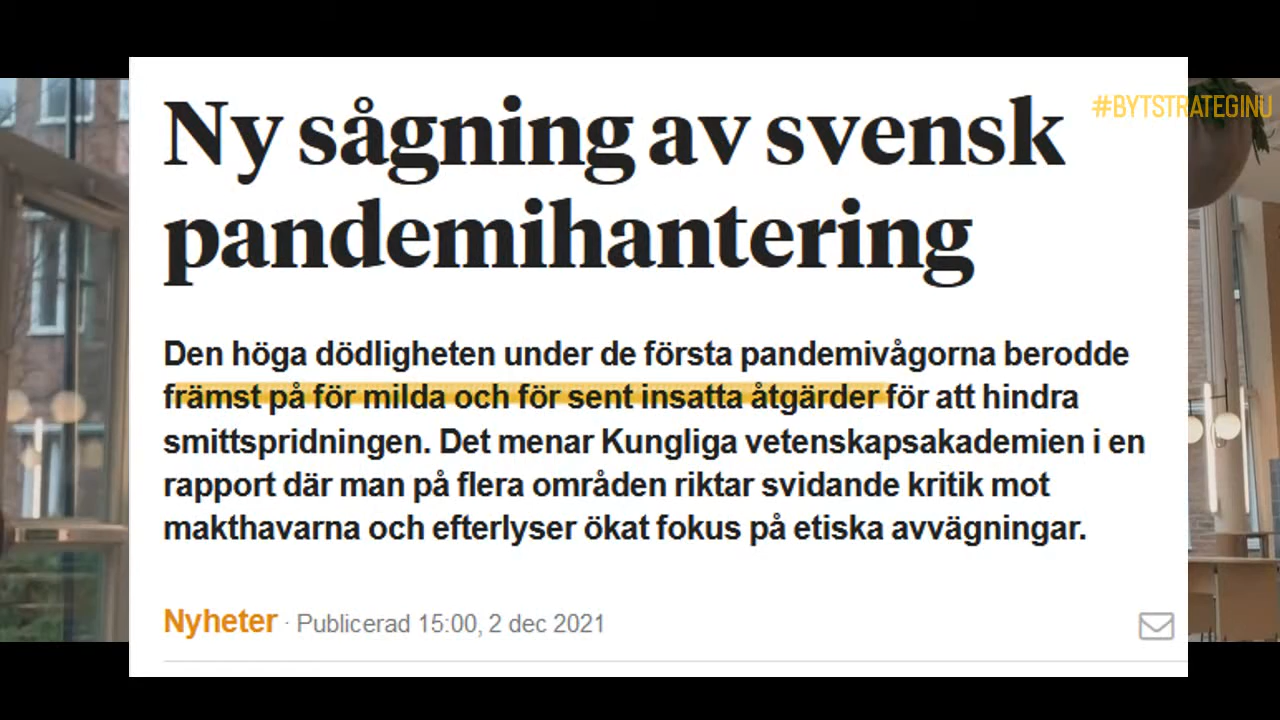 #BYTSTRATEGINU
Ny sågning av svensk
pandemihantering
Den höga dödligheten under de första pandemivågorna berodde
främst på för milda och för sent insatta åtgärder för att hindra
smittspridningen. Det menar Kungliga vetenskapsakademien i en
rapport där man på flera områden riktar svidande kritik mot
makthavarna och efterlyser ökat fokus på etiska avvägningar.
Nyheter · Publicerad 15:00, 2 dec 2021